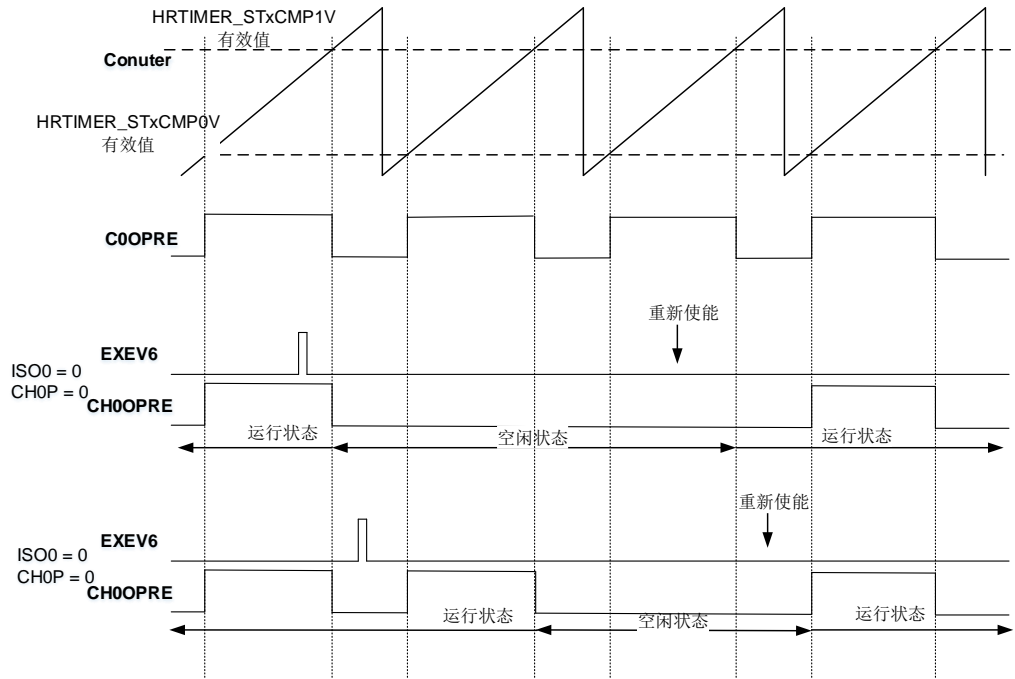 HRTIMER_STxCMP1V
有效值
Conuter
HRTIMER_STxCMP0V
有效值
C0OPRE
重新使能
EXEV6
ISO0 = 0
CH0P = 0
CH0OPRE
运行状态
空闲状态
运行状态
重新使能
EXEV6
ISO0 = 0
CH0P = 0
CH0OPRE
运行状态
空闲状态
运行状态